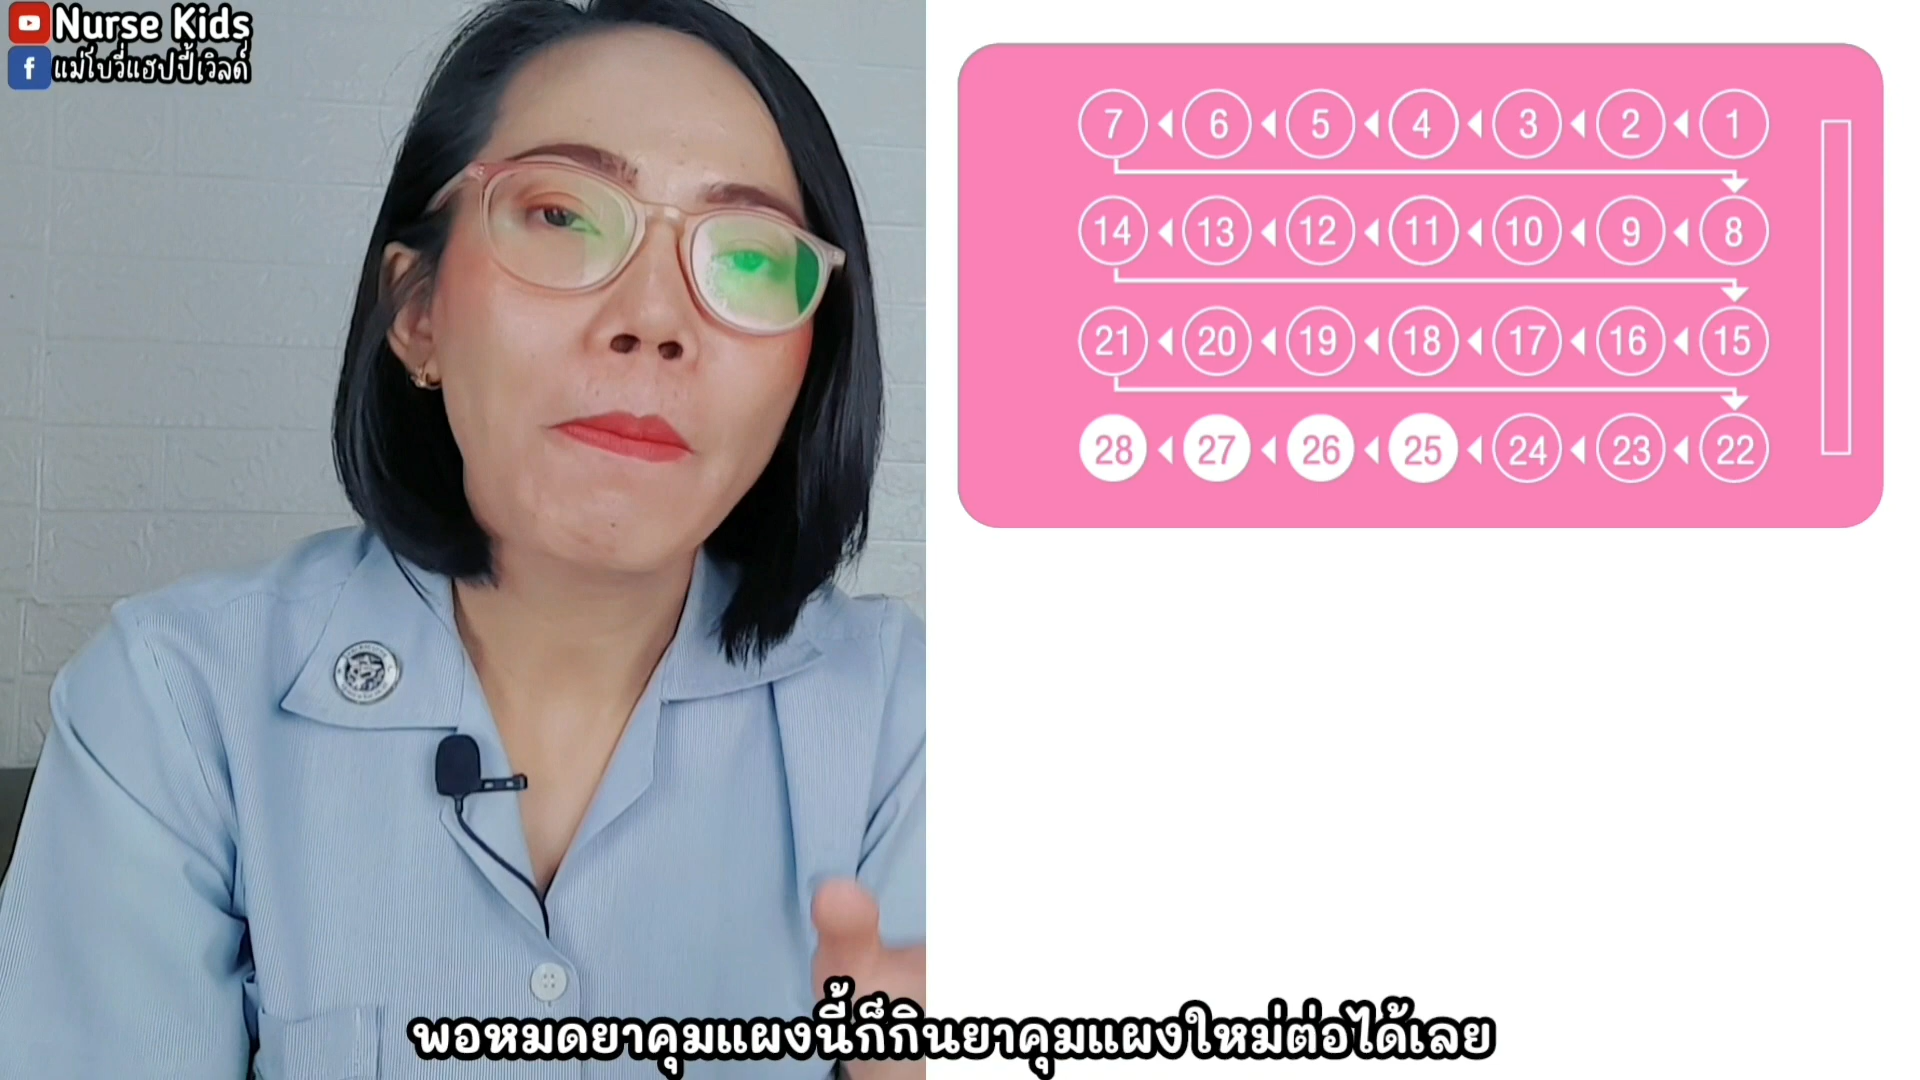 Nurse Kids
แม่โบวี่แฮปปี้เวิลด์
7 6 5 4 3 2 1
14 13 12 11 10 9 8
21 20 19 18 17 16 15
28 27 26 25 24 23 22
พอหมดยาคุมแผงนี้ก็กินยาคุมแผงใหม่ต่อได้เลย